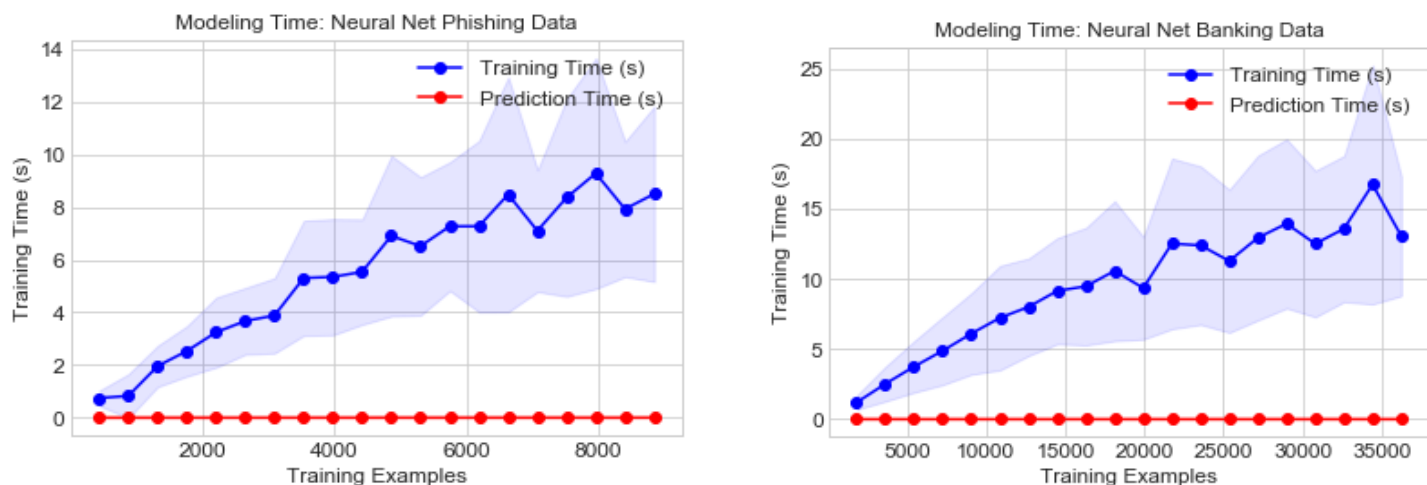 Modeling Time: Neural Net Phishing Data
14
12
10
8
6
4
2
0
Training Time (s)
Training Time (s)
Prediction Time (s)
2000
4000
6000
8000
Training Examples
Modeling Time: Neural Net Banking Data
25
20
15
10
5
0
Training Time (s)
Training Time (s)
Prediction Time (s)
5000
10000
15000
20000
25000
30000
35000
Training Examples